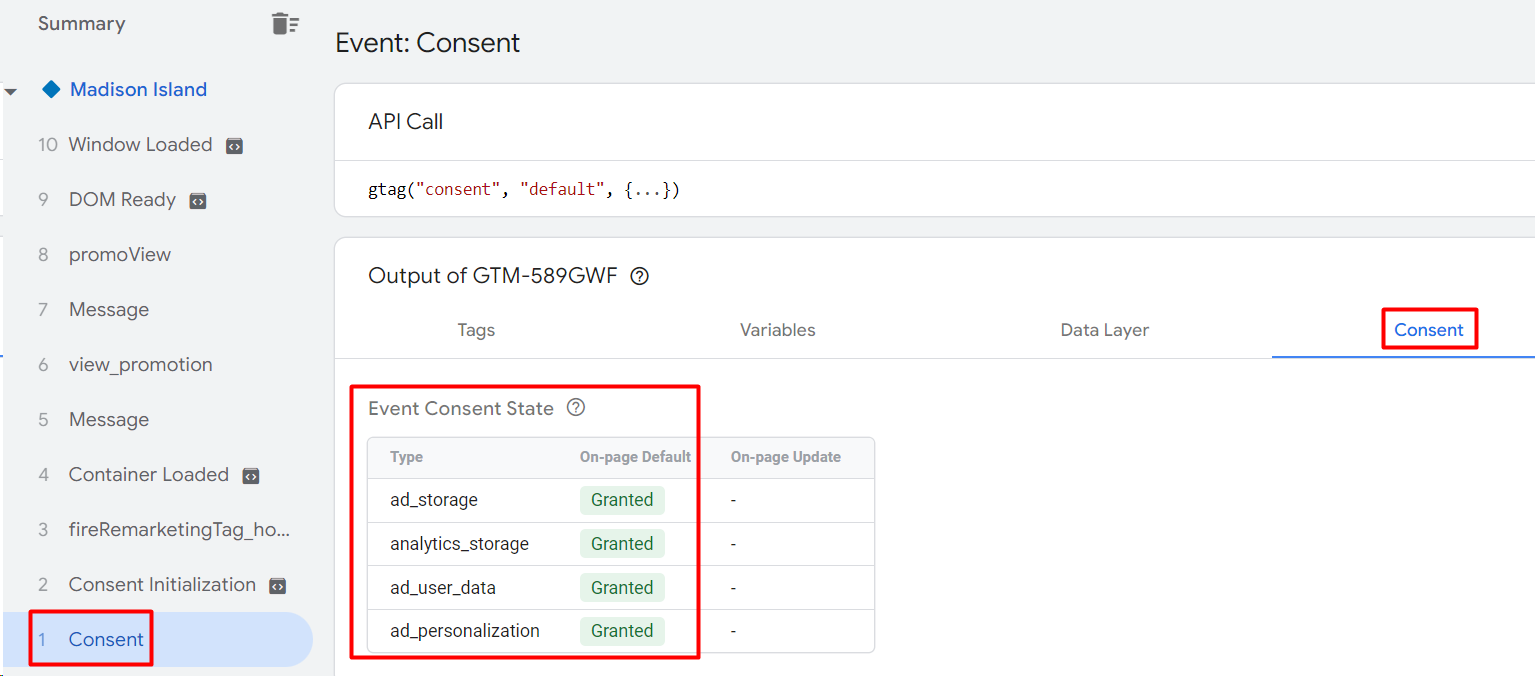 Summary
Madison Island
10 Window Loaded
9 DOM Ready
8 promoView
7 Message
6 view_promotion
5 Message
4 Container Loaded
3 fireRemarketingTag_ho...
2 Consent Initialization
1 Consent
Event: Consent
API Call
gtag("consent", "default", {...})
Output of GTM-589GWF
Tags Variables Data Layer Consent
Event Consent State
Type On-page Default On-page Update
ad_storage Granted -
analytics_storage Granted -
ad_user_data Granted -
ad_personalization Granted -